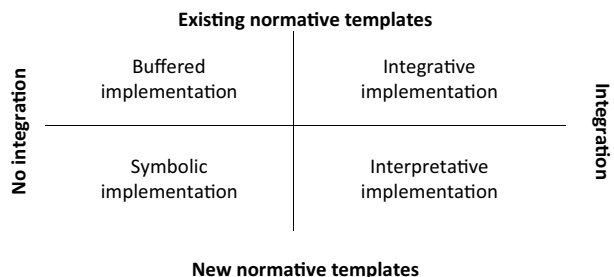 Existing normative templates
Buffered
implementation
Integrative
implementation
No integration
Integration
Symbolic
implementation
Interpretative
implementation
New normative templates